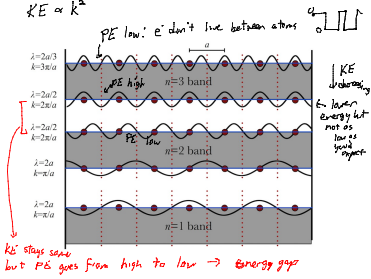 KE ∝ k²
PE low: e⁻ don't live between atoms
a
λ=2a/3
k=3π/a
n=3 band
PE high
λ=2a/2
k=2π/a
λ=2a/2
k=2π/a
PE low
n=2 band
λ=2a
k=π/a
λ=2a
k=π/a
n=1 band
KE
decreasing
← lower
energy but
not as
low as
you'd
expect
KE stays same
but PE goes from high to low → energy gap